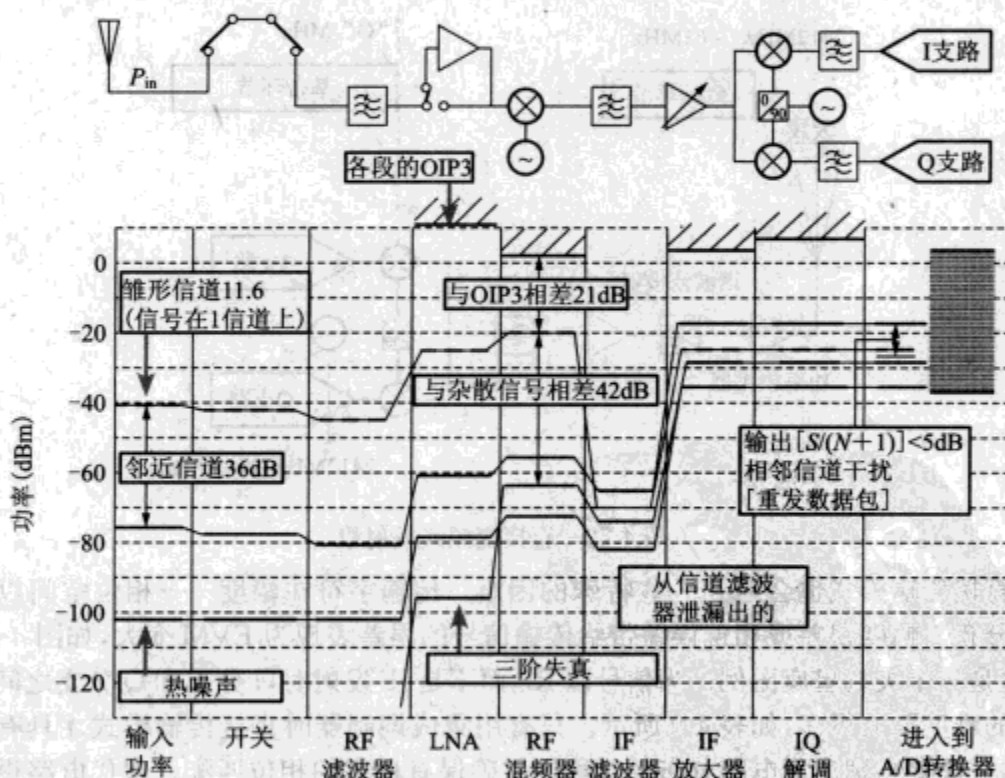 P_in
0
90
~
~
I支路
Q支路
各段的OIP3
功率(dBm)
0
-20
-40
-60
-80
-100
-120
雏形信道11.6
(信号在1信道上)
与OIP3相差21dB
与杂散信号相差42dB
邻近信道36dB
输出[S/(N+1)]<5dB
相邻信道干扰
[重发数据包]
从信道滤波
器泄漏出的
三阶失真
热噪声
输入
功率
开关
RF
滤波器
LNA
RF
混频器
IF
滤波器
IF
放大器
IQ
解调
进入到
A/D转换器